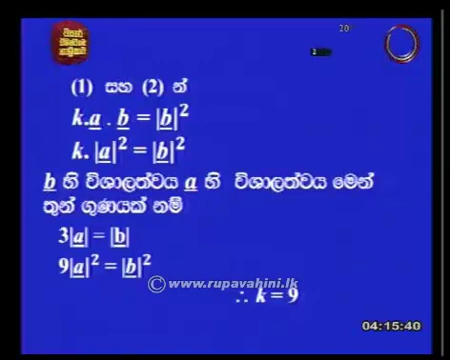 20
(1) සහ (2) න්
k.a . b = |b|²
k. |a|² = |b|²
b හි විශාලත්වය a හි විශාලත්වය මෙන්
තුන් ගුණයක් නම්
3|a| = |b|
9|a|² = |b|²
© www.rupavahini.lk
∴ k = 9
04:15:40